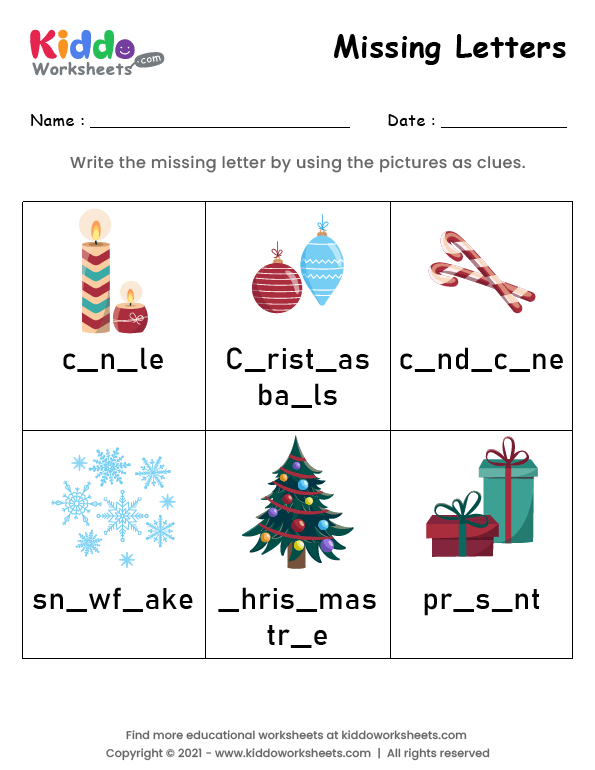 Kiddo
Worksheets.com
Missing Letters
Name : ____________________ Date : __________
Write the missing letter by using the pictures as clues.
c_n_le
C_rist_as
ba_ls
c_nd_c_ne
sn_wf_ake
_hris_mas
tr_e
pr_s_nt
Find more educational worksheets at kiddoworksheets.com
Copyright © 2021 - www.kiddoworksheets.com | All rights reserved